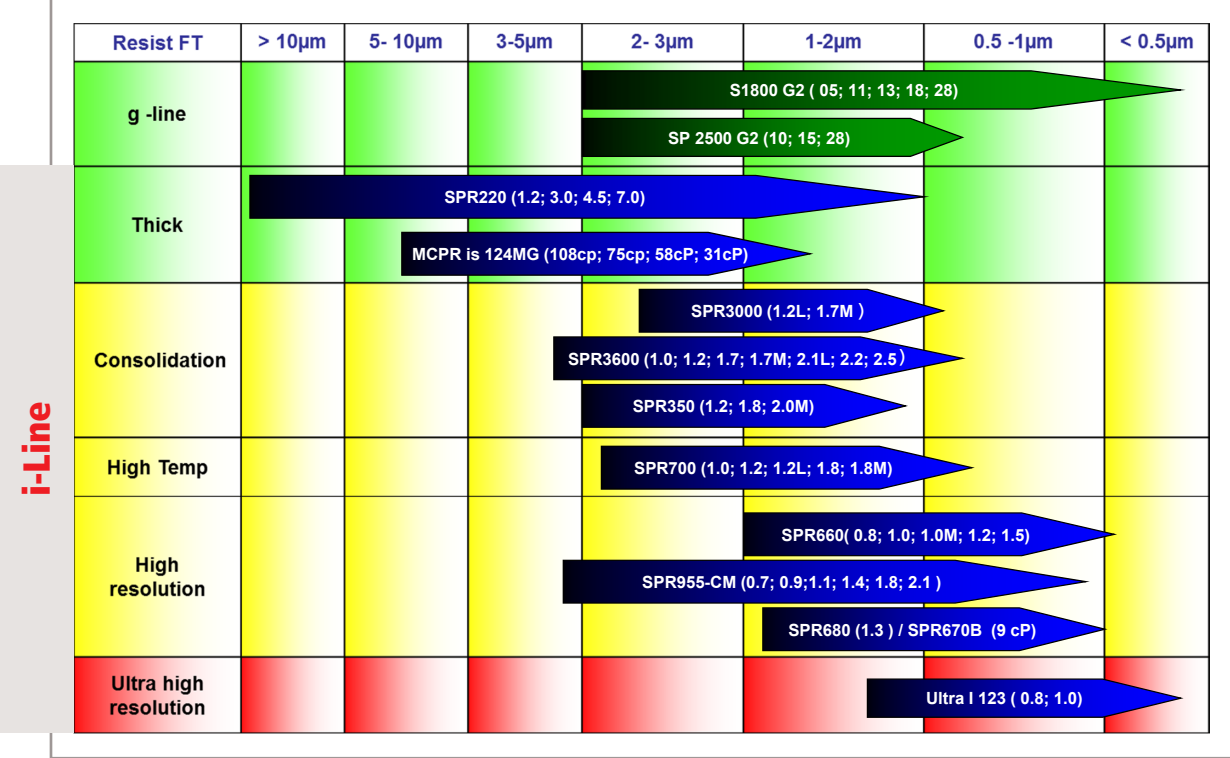 Resist FT > 10µm 5- 10µm 3-5µm 2- 3µm 1-2µm 0.5 -1µm < 0.5µm
g -line
S1800 G2 ( 05; 11; 13; 18; 28)
SP 2500 G2 (10; 15; 28)
i-Line
Thick
SPR220 (1.2; 3.0; 4.5; 7.0)
MCPR is 124MG (108cp; 75cp; 58cP; 31cP)
Consolidation
SPR3000 (1.2L; 1.7M )
SPR3600 (1.0; 1.2; 1.7; 1.7M; 2.1L; 2.2; 2.5 )
SPR350 (1.2; 1.8; 2.0M)
High Temp
SPR700 (1.0; 1.2; 1.2L; 1.8; 1.8M)
High
resolution
SPR660( 0.8; 1.0; 1.0M; 1.2; 1.5)
SPR955-CM (0.7; 0.9;1.1; 1.4; 1.8; 2.1 )
SPR680 (1.3 ) / SPR670B (9 cP)
Ultra high
resolution
Ultra I 123 ( 0.8; 1.0)